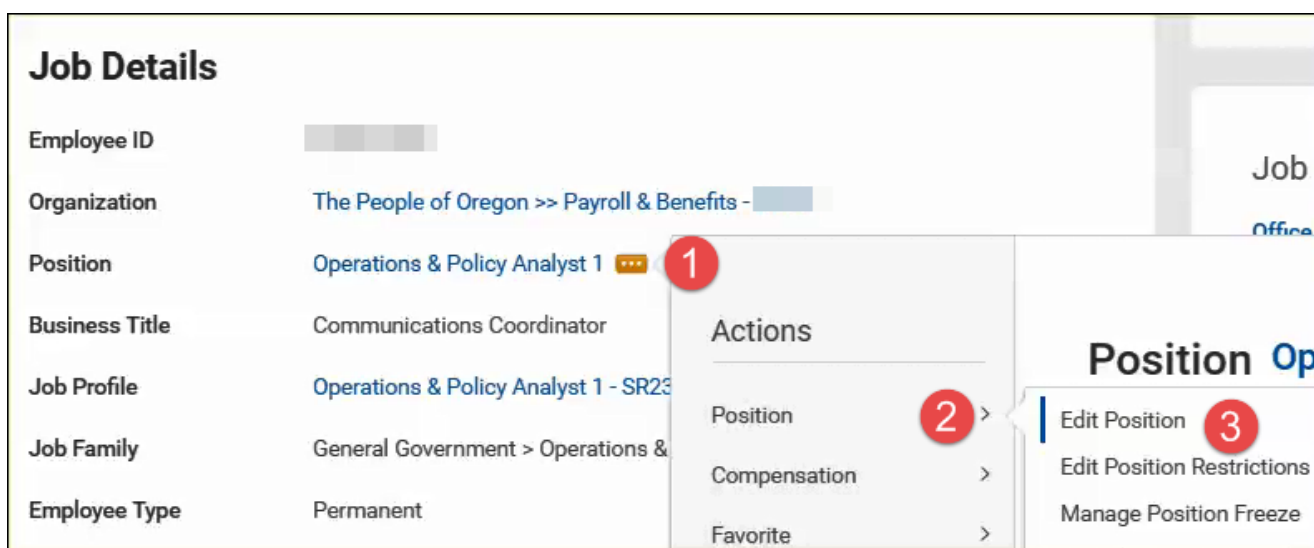 Job Details
Employee ID
Organization The People of Oregon >> Payroll & Benefits -
Position Operations & Policy Analyst 1 1
Business Title Communications Coordinator
Job Profile Operations & Policy Analyst 1 - SR23
Job Family General Government > Operations &
Employee Type Permanent
Actions
Position 2 >
Compensation >
Favorite >
Job
Office
Position Op
Edit Position 3
Edit Position Restrictions
Manage Position Freeze